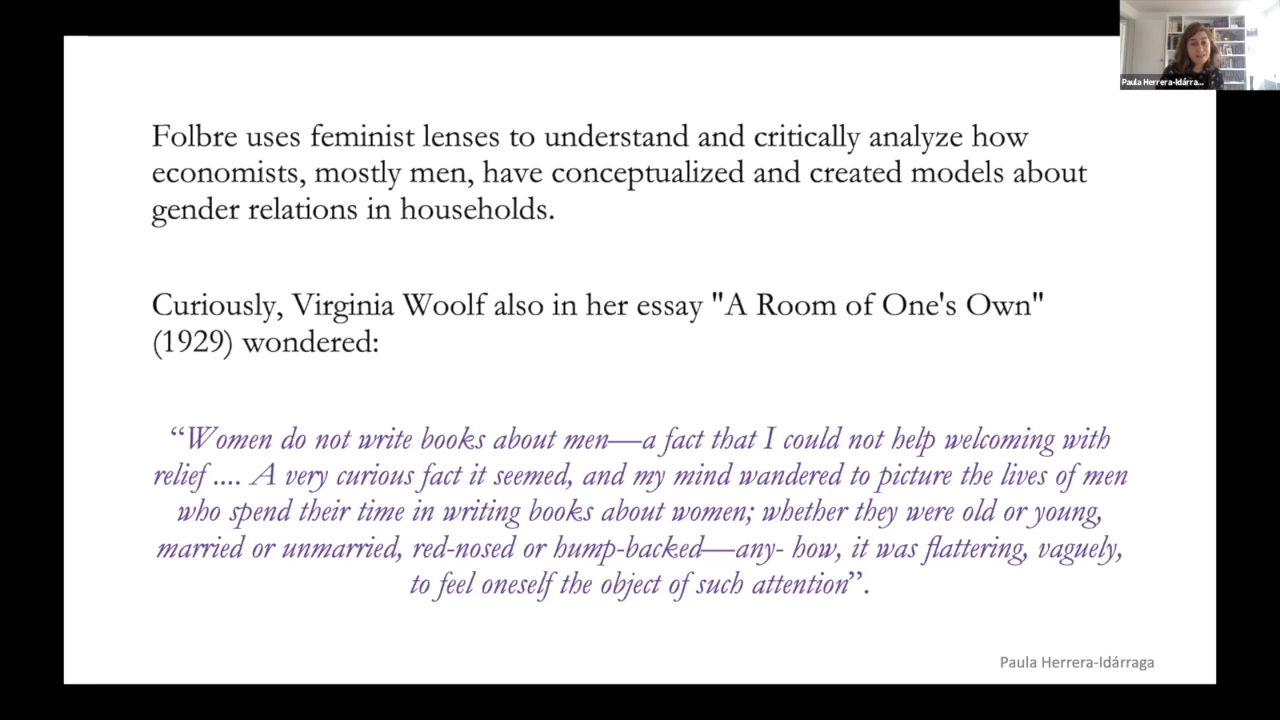 Paula Herrera-Idárra...
Folbre uses feminist lenses to understand and critically analyze how
economists, mostly men, have conceptualized and created models about
gender relations in households.
Curiously, Virginia Woolf also in her essay "A Room of One's Own"
(1929) wondered:
“Women do not write books about men—a fact that I could not help welcoming with
relief .... A very curious fact it seemed, and my mind wandered to picture the lives of men
who spend their time in writing books about women; whether they were old or young,
married or unmarried, red-nosed or hump-backed—any- how, it was flattering, vaguely,
to feel oneself the object of such attention”.
Paula Herrera-Idárraga